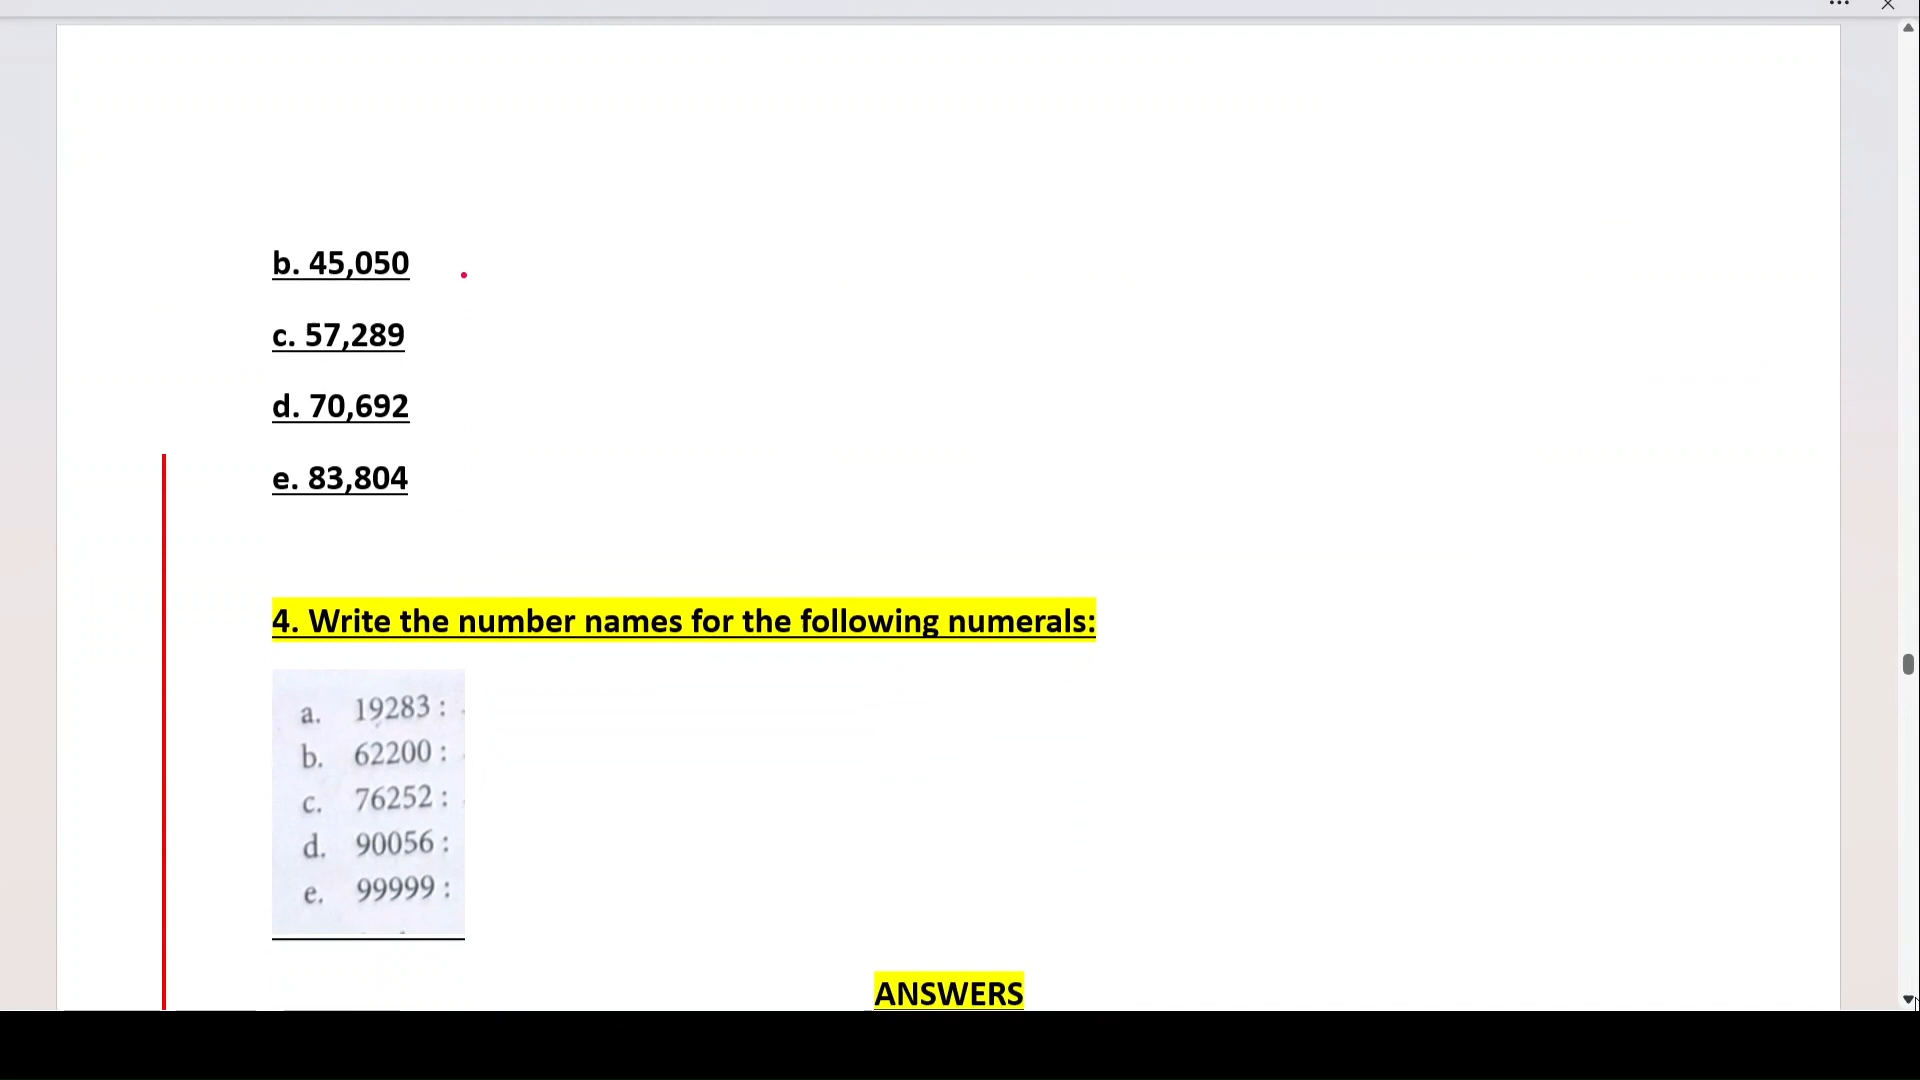 b. 45,050
c. 57,289
d. 70,692
e. 83,804
4. Write the number names for the following numerals:
a. 19283 :
b. 62200 :
c. 76252 :
d. 90056 :
e. 99999 :
ANSWERS